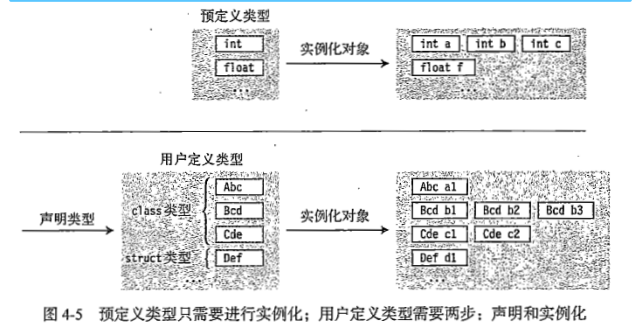 预定义类型
int
float
...
实例化对象
int a int b int c
float f
...
用户定义类型
声明类型
class 类型
Abc
Bcd
Cde
struct 类型
Def
...
实例化对象
Abc a1
Bcd b1 Bcd b2 Bcd b3
Cde c1 Cde c2
Def d1
...
图 4-5 预定义类型只需要进行实例化；用户定义类型需要两步：声明和实例化